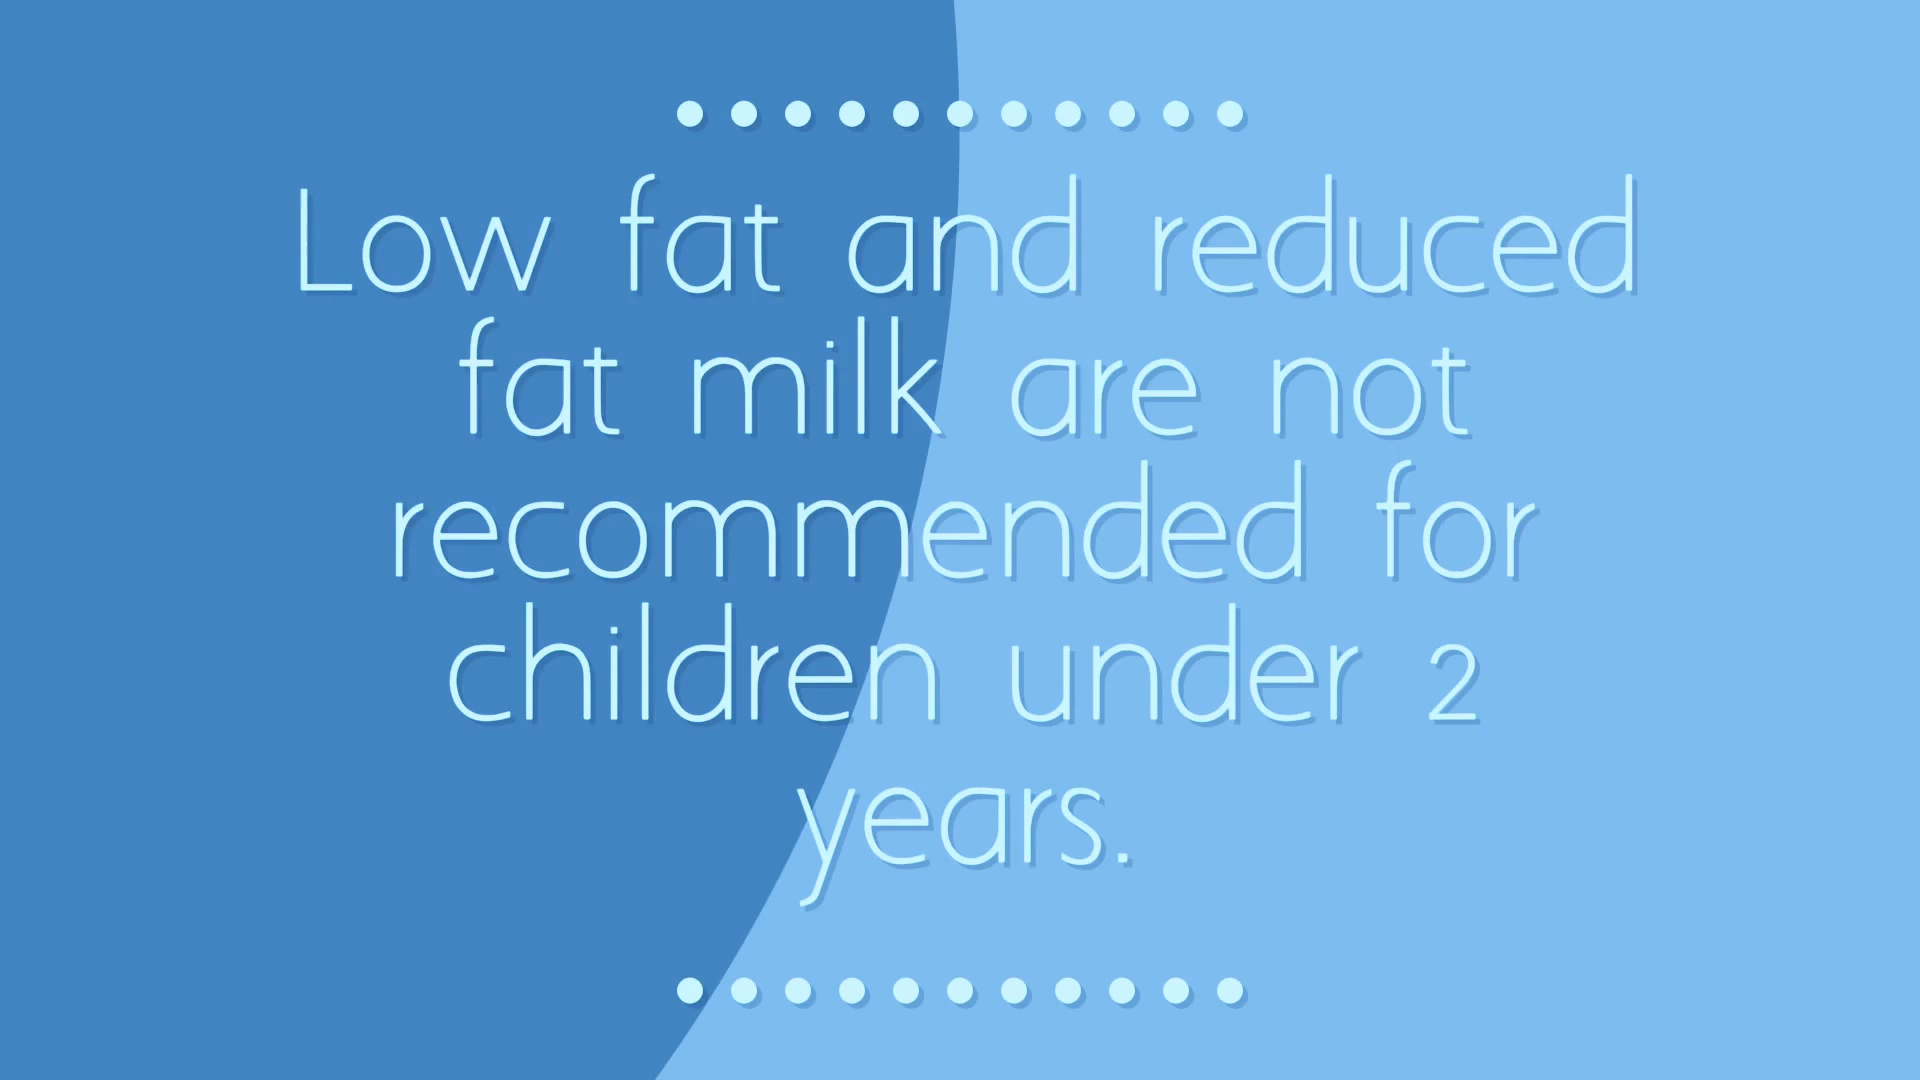 Low fat and reduced
fat milk are not
recommended for
children under 2
years.